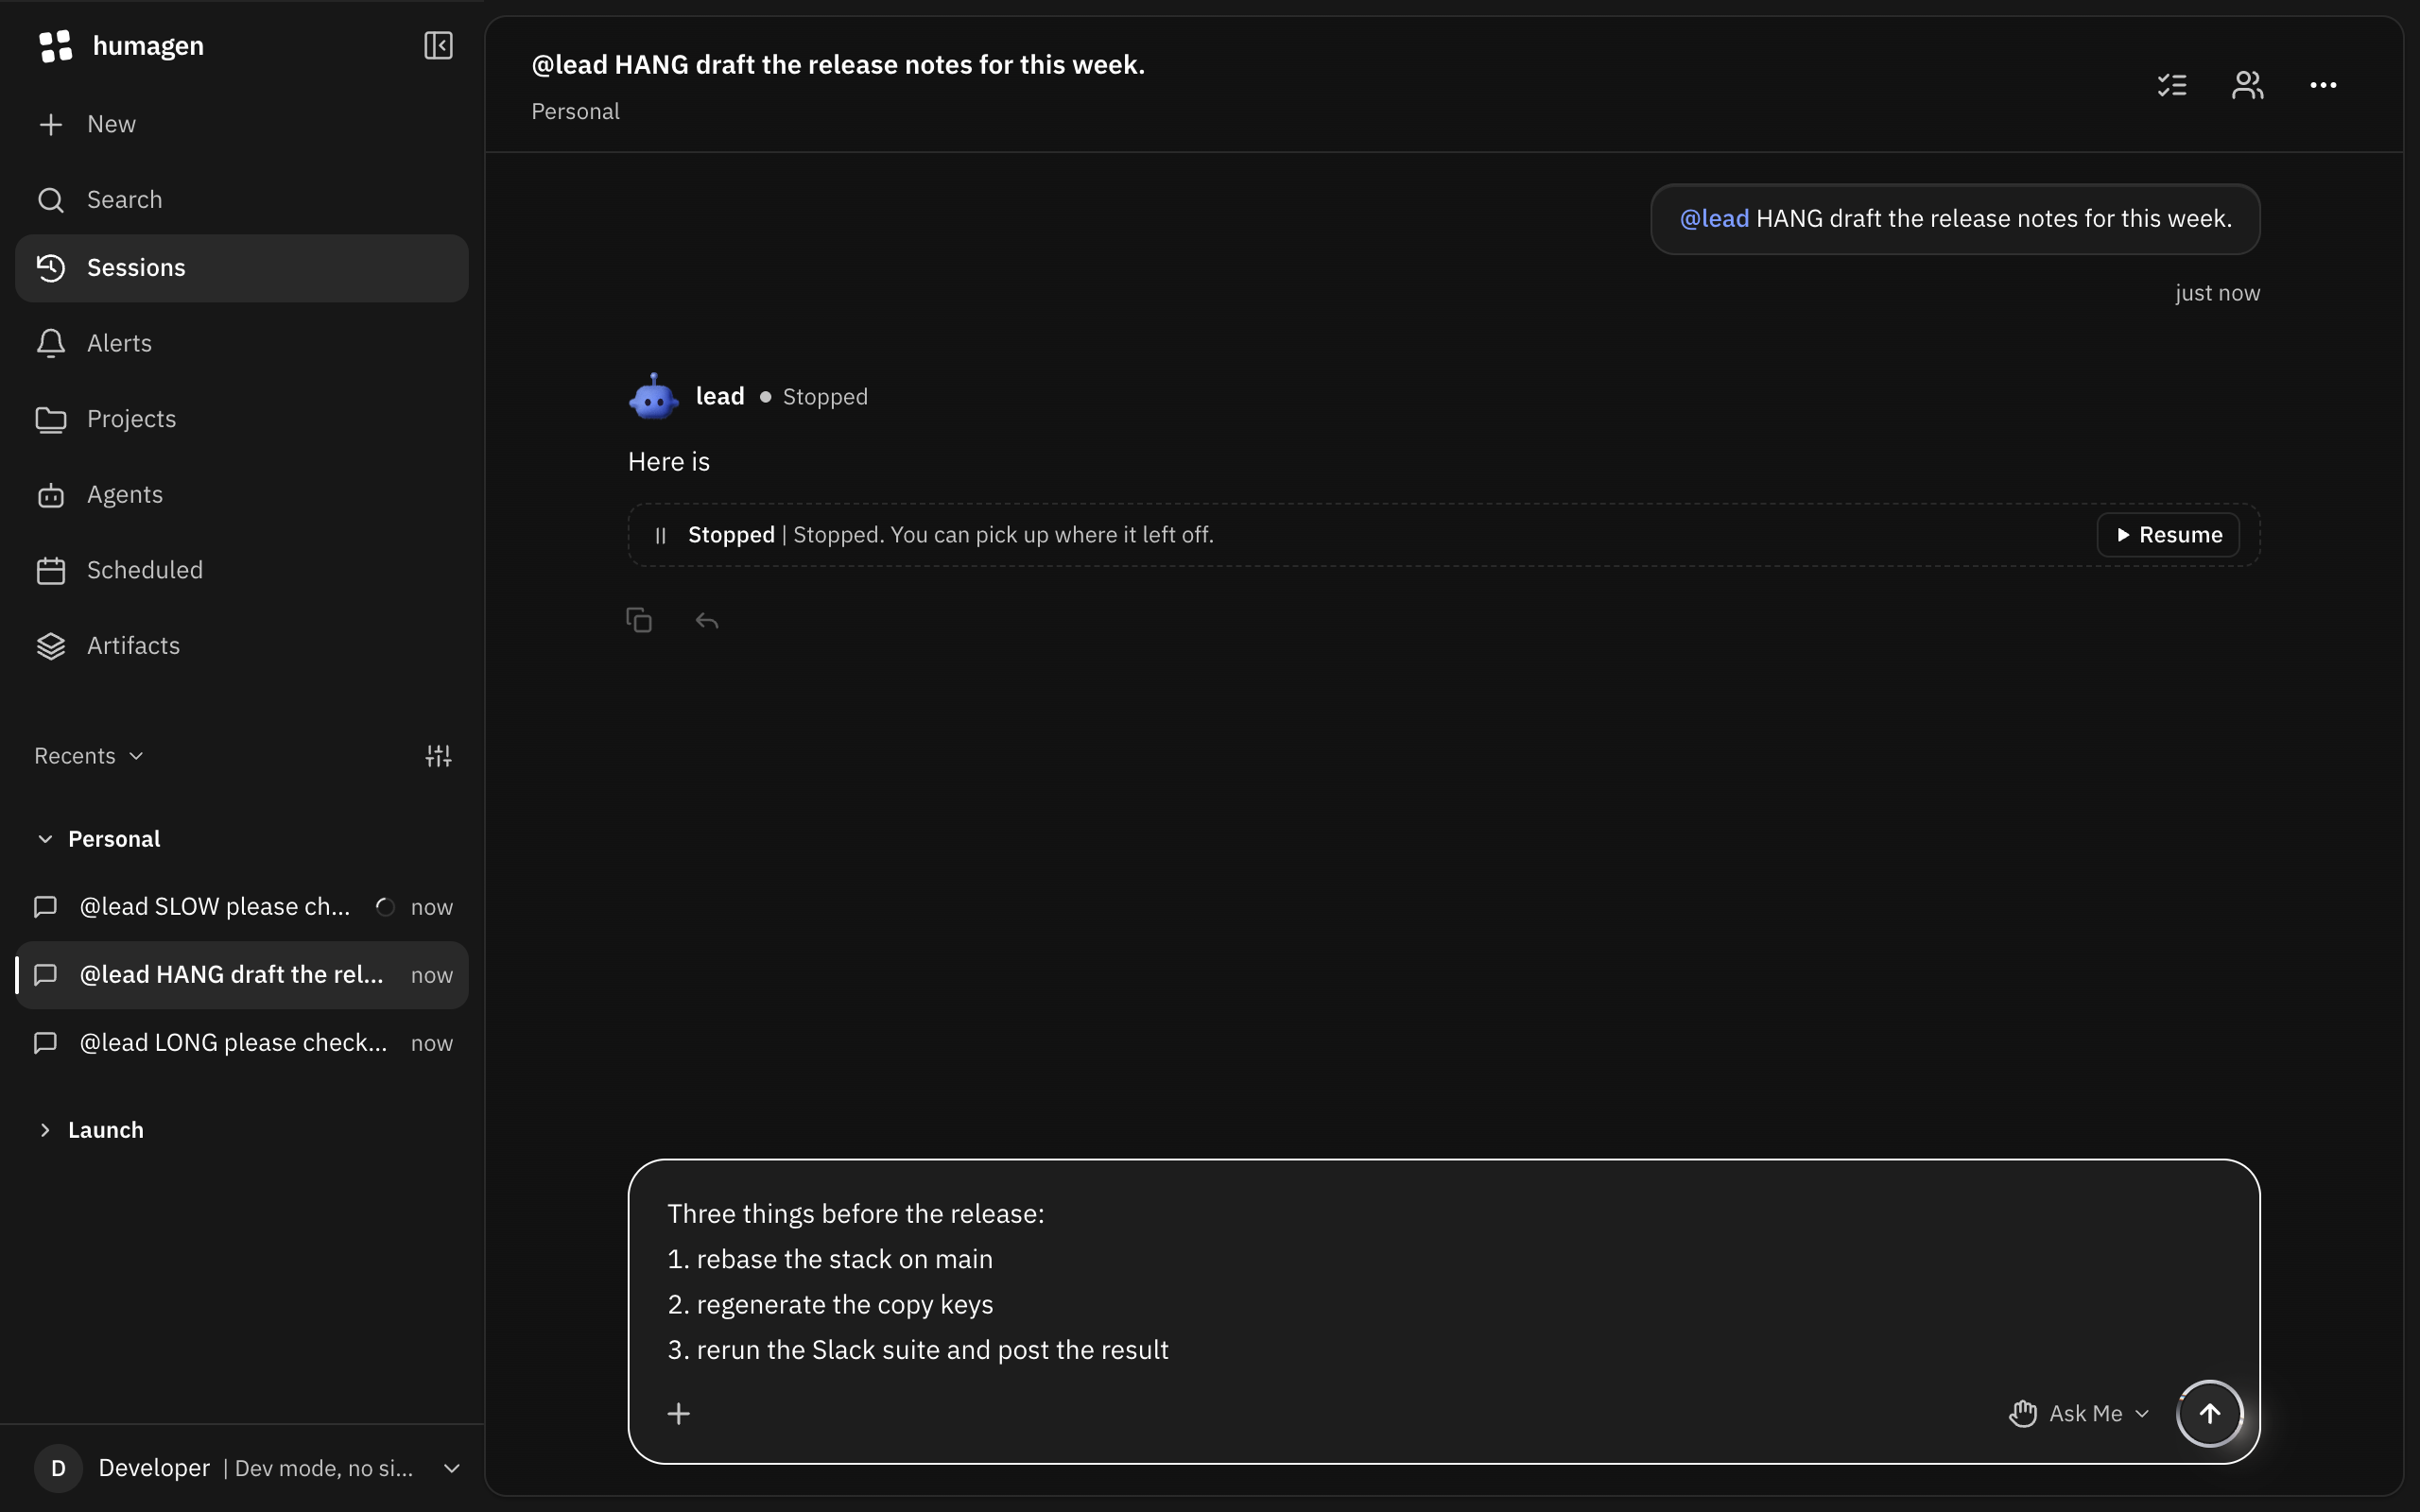 humagen
New
Search
Sessions
Alerts
Projects
Agents
Scheduled
Artifacts
Recents
Personal
@lead SLOW please ch... now
@lead HANG draft the rel... now
@lead LONG please check... now
Launch
D Developer | Dev mode, no si...
@lead HANG draft the release notes for this week.
Personal
@lead HANG draft the release notes for this week.
just now
lead Stopped
Here is
Stopped | Stopped. You can pick up where it left off. Resume
Three things before the release:
1. rebase the stack on main
2. regenerate the copy keys
3. rerun the Slack suite and post the result
Ask Me